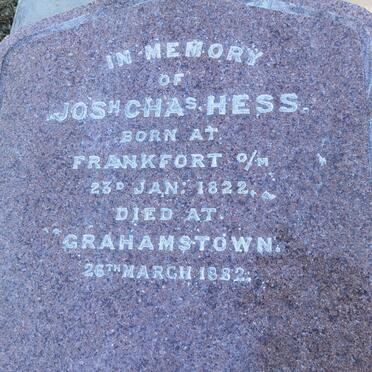 IN MEMORY
OF
JOSH CHAS HESS.
BORN AT
FRANKFORT O/M
23D JAN: 1822.
DIED AT
GRAHAMSTOWN.
26TH MARCH 1882.